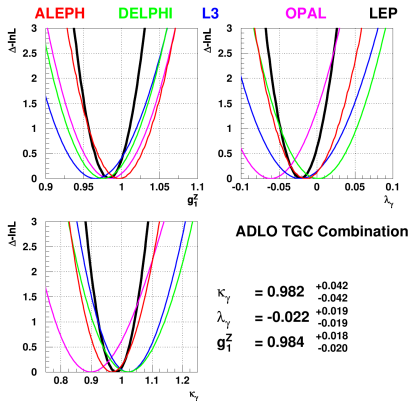 ALEPH DELPHI L3 OPAL LEP
Δ-lnL
3
2.5
2
1.5
1
0.5
0
0.9 0.95 1 1.05 1.1
g₁ᶻ
Δ-lnL
3
2.5
2
1.5
1
0.5
0
-0.1 -0.05 0 0.05 0.1
λγ
Δ-lnL
3
2.5
2
1.5
1
0.5
0
0.8 0.9 1 1.1 1.2
κγ
ADLO TGC Combination
κγ = 0.982 +0.042 -0.042
λγ = -0.022 +0.019 -0.019
g₁ᶻ = 0.984 +0.018 -0.020